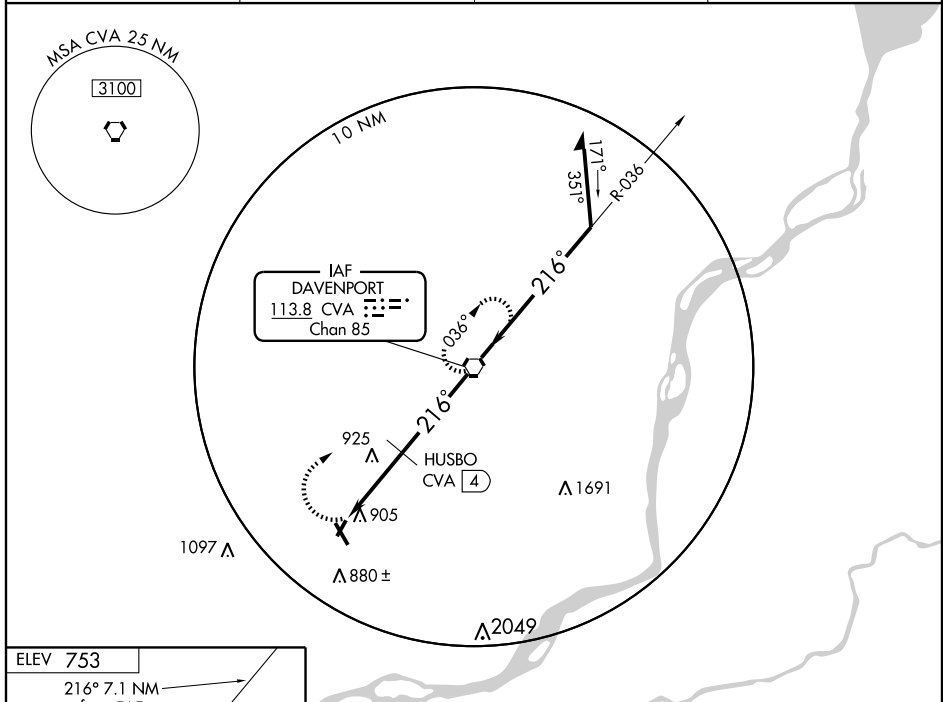 MSA CVA 25 NM
3100
10 NM
171°
351°
R-036
216°
IAF
DAVENPORT
113.8 CVA
Chan 85
036°
216°
925
HUSBO
CVA 4
1691
905
1097
880 ±
2049
ELEV 753
216° 7.1 NM